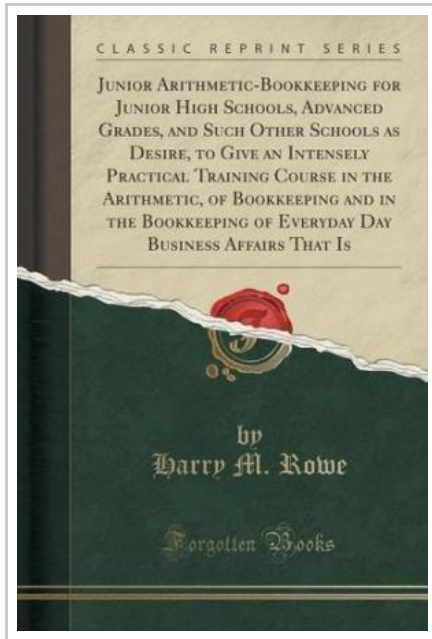 CLASSIC REPRINT SERIES
JUNIOR ARITHMETIC-BOOKKEEPING FOR
JUNIOR HIGH SCHOOLS, ADVANCED
GRADES, AND SUCH OTHER SCHOOLS AS
DESIRE, TO GIVE AN INTENSELY
PRACTICAL TRAINING COURSE IN THE
ARITHMETIC, OF BOOKKEEPING AND IN
THE BOOKKEEPING OF EVERYDAY DAY
BUSINESS AFFAIRS THAT IS
by
Harry M. Rowe
Forgotten Books